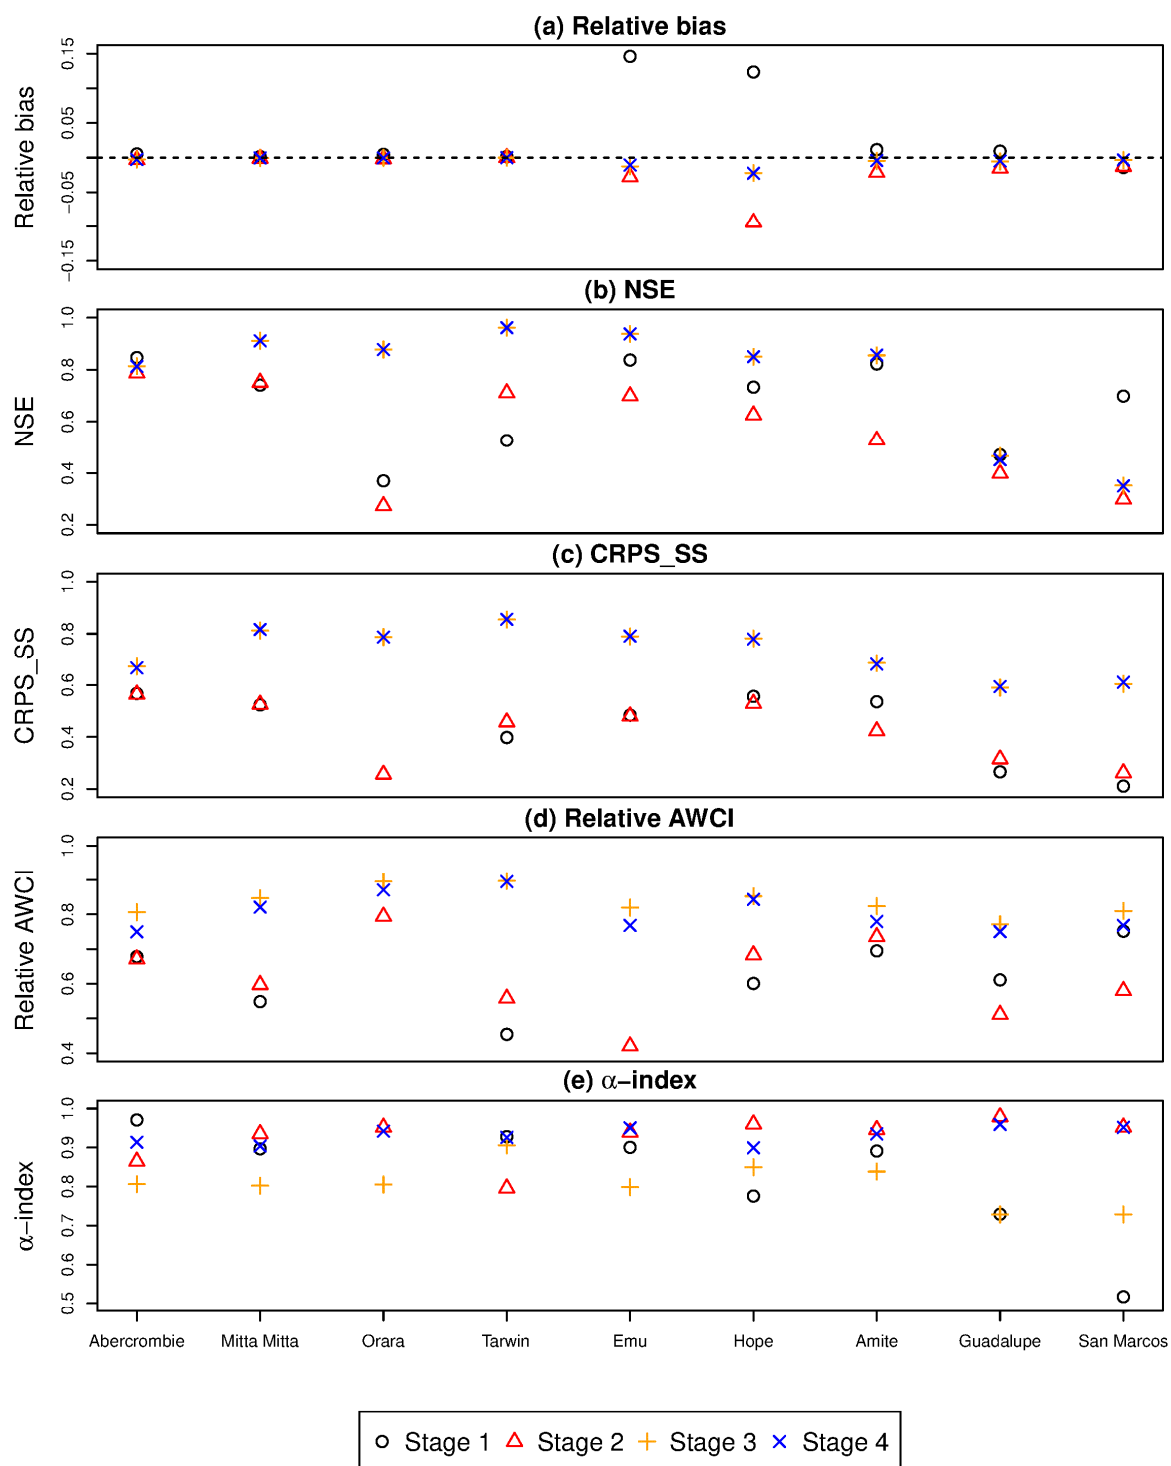 (a) Relative bias
Relative bias
0.15
0.05
−0.05
−0.15
(b) NSE
NSE
1.0
0.8
0.6
0.4
0.2
(c) CRPS_SS
CRPS_SS
1.0
0.8
0.6
0.4
0.2
(d) Relative AWCI
Relative AWCI
1.0
0.8
0.6
0.4
(e) α−index
α−index
1.0
0.9
0.8
0.7
0.6
0.5
Abercrombie Mitta Mitta Orara Tarwin Emu Hope Amite Guadalupe San Marcos
Stage 1 Stage 2 Stage 3 Stage 4